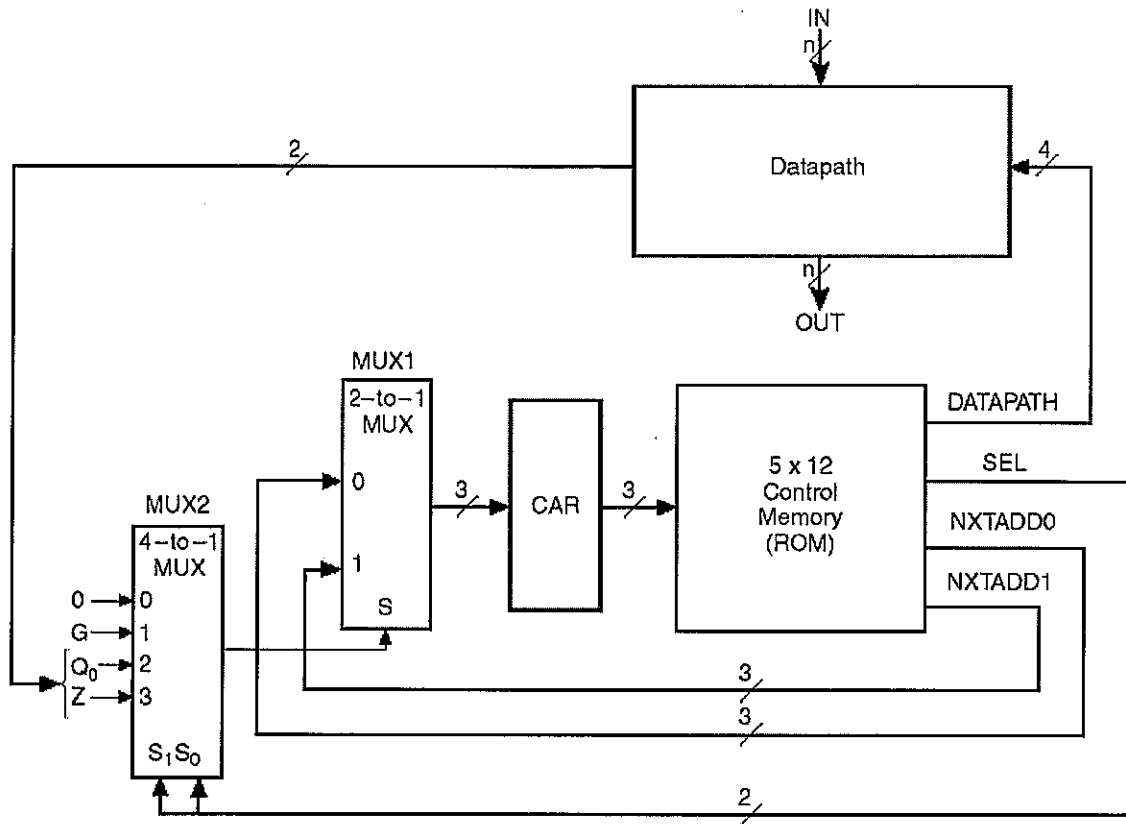 IN
n
2
Datapath
4
n
OUT
MUX1
2-to-1
MUX
0
1
S
3
CAR
3
5 x 12
Control
Memory
(ROM)
DATAPATH
SEL
NXTADD0
NXTADD1
MUX2
4-to-1
MUX
0 0
G 1
Q₀ 2
Z 3
S₁S₀
3
3
2